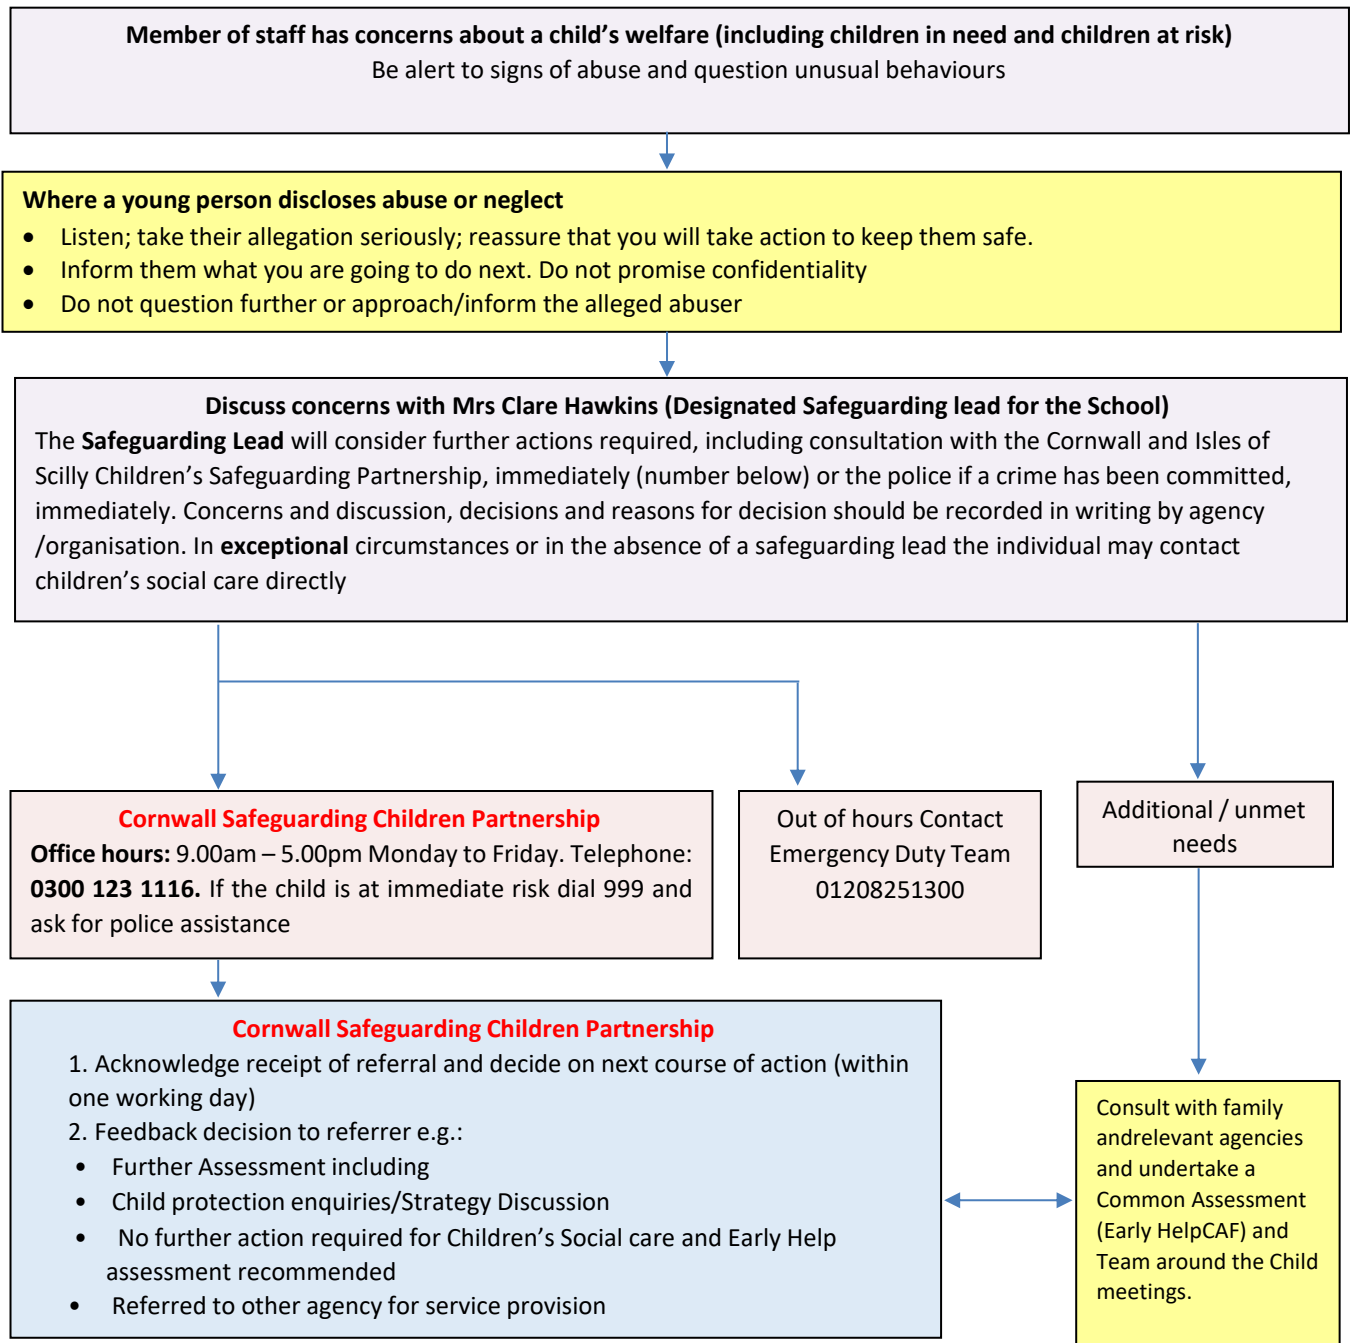 Member of staff has concerns about a child’s welfare (including children in need and children at risk)
Be alert to signs of abuse and question unusual behaviours
Where a young person discloses abuse or neglect
• Listen; take their allegation seriously; reassure that you will take action to keep them safe.
• Inform them what you are going to do next. Do not promise confidentiality
• Do not question further or approach/inform the alleged abuser
Discuss concerns with Mrs Clare Hawkins (Designated Safeguarding lead for the School)
The Safeguarding Lead will consider further actions required, including consultation with the Cornwall and Isles of
Scilly Children’s Safeguarding Partnership, immediately (number below) or the police if a crime has been committed,
immediately. Concerns and discussion, decisions and reasons for decision should be recorded in writing by agency
/organisation. In exceptional circumstances or in the absence of a safeguarding lead the individual may contact
children’s social care directly
Cornwall Safeguarding Children Partnership
Office hours: 9.00am – 5.00pm Monday to Friday. Telephone:
0300 123 1116. If the child is at immediate risk dial 999 and
ask for police assistance
Out of hours Contact
Emergency Duty Team
01208251300
Additional / unmet
needs
Cornwall Safeguarding Children Partnership
1. Acknowledge receipt of referral and decide on next course of action (within
one working day)
2. Feedback decision to referrer e.g.:
• Further Assessment including
• Child protection enquiries/Strategy Discussion
• No further action required for Children’s Social care and Early Help
assessment recommended
• Referred to other agency for service provision
Consult with family
andrelevant agencies
and undertake a
Common Assessment
(Early HelpCAF) and
Team around the Child
meetings.